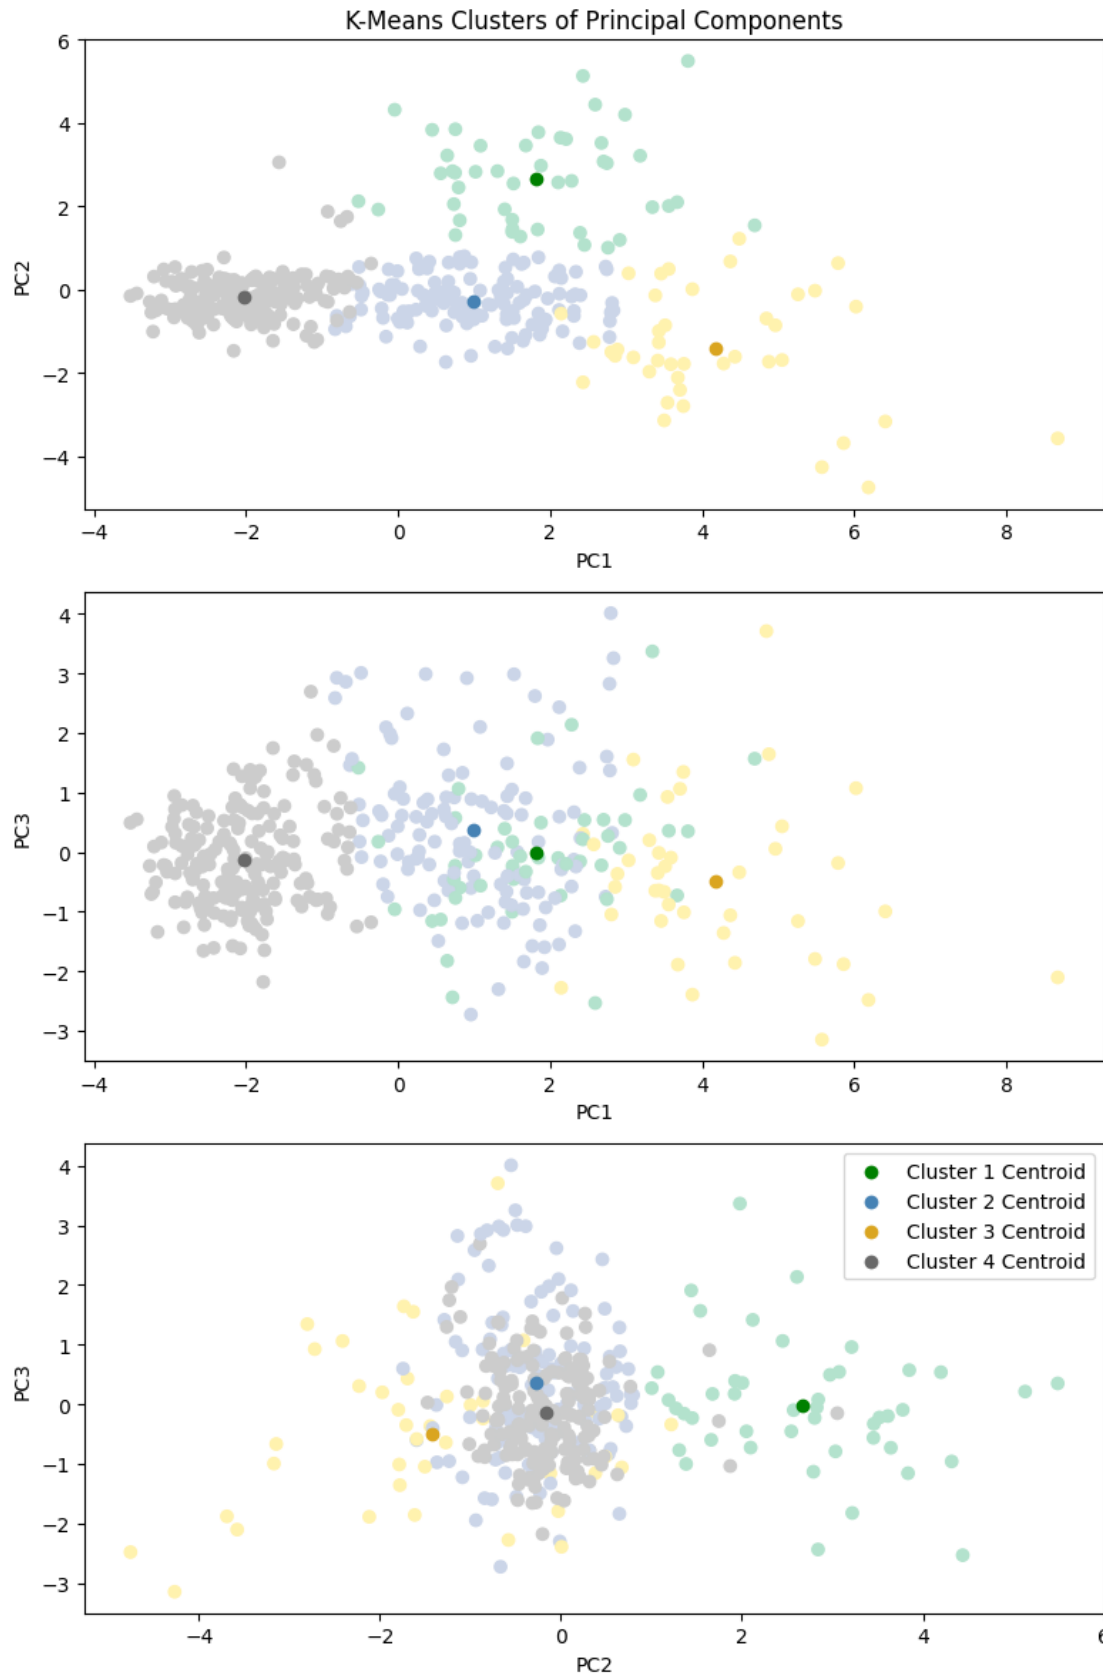 K-Means Clusters of Principal Components
6
4
2
0
−2
−4
PC2
−4 −2 0 2 4 6 8
PC1
4
3
2
1
0
−1
−2
−3
PC3
−4 −2 0 2 4 6 8
PC1
4
3
2
1
0
−1
−2
−3
PC3
Cluster 1 Centroid
Cluster 2 Centroid
Cluster 3 Centroid
Cluster 4 Centroid
−4 −2 0 2 4 6
PC2